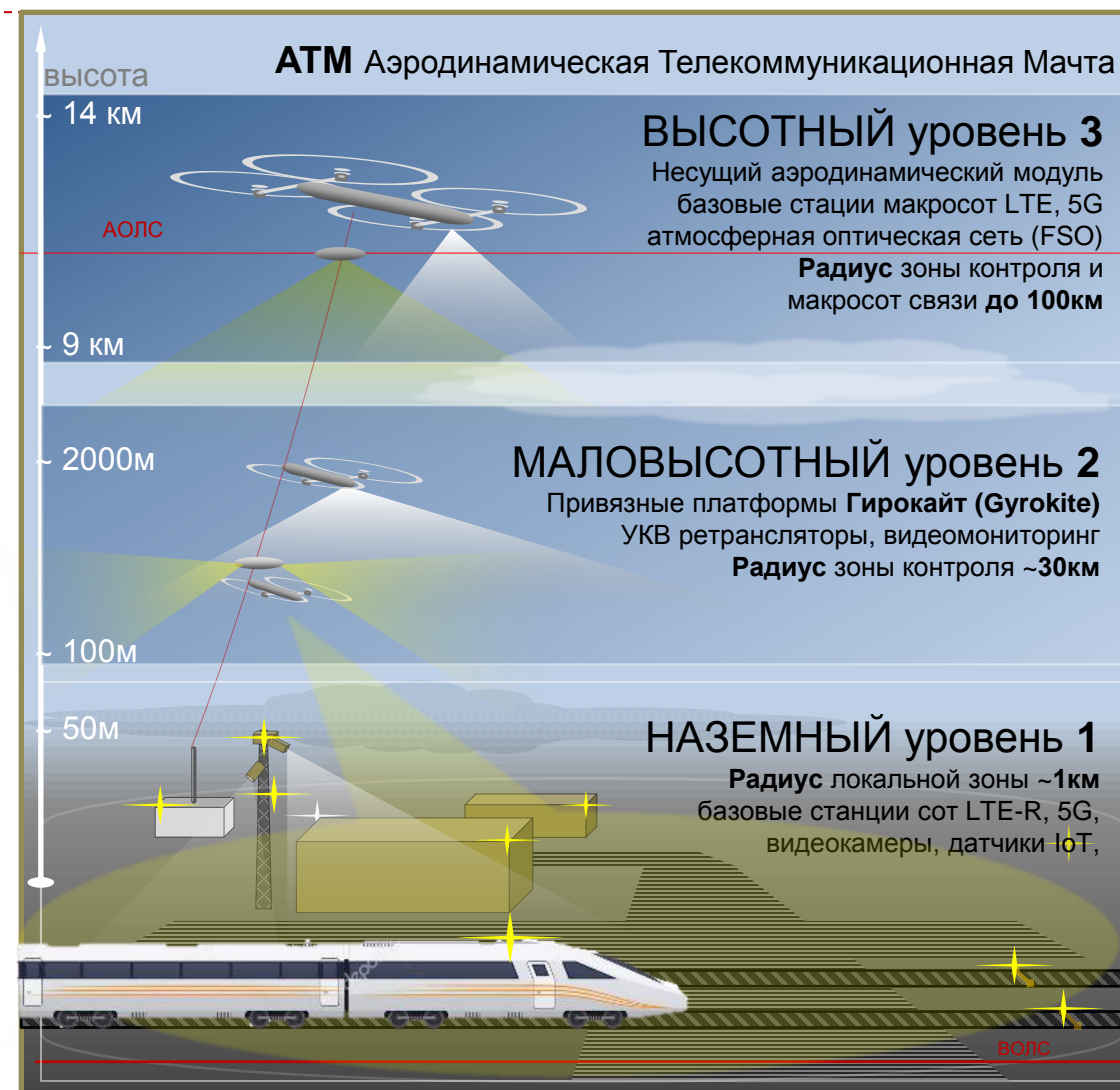 АТМ Аэродинамическая Телекоммуникационная Мачта
высота
~ 14 км
ВЫСОТНЫЙ уровень 3
Несущий аэродинамический модуль
базовые станции макросот LTE, 5G
АОЛС
атмосферная оптическая сеть (FSO)
Радиус зоны контроля и
макросот связи до 100км
~ 9 км
~ 2000м
МАЛОВЫСОТНЫЙ уровень 2
Привязные платформы Гирокайт (Gyrokite)
УКВ ретрансляторы, видеомониторинг
Радиус зоны контроля ~30км
~ 100м
~ 50м
НАЗЕМНЫЙ уровень 1
Радиус локальной зоны ~1км
базовые станции сот LTE-R, 5G,
видеокамеры, датчики IoT,
ВОЛС